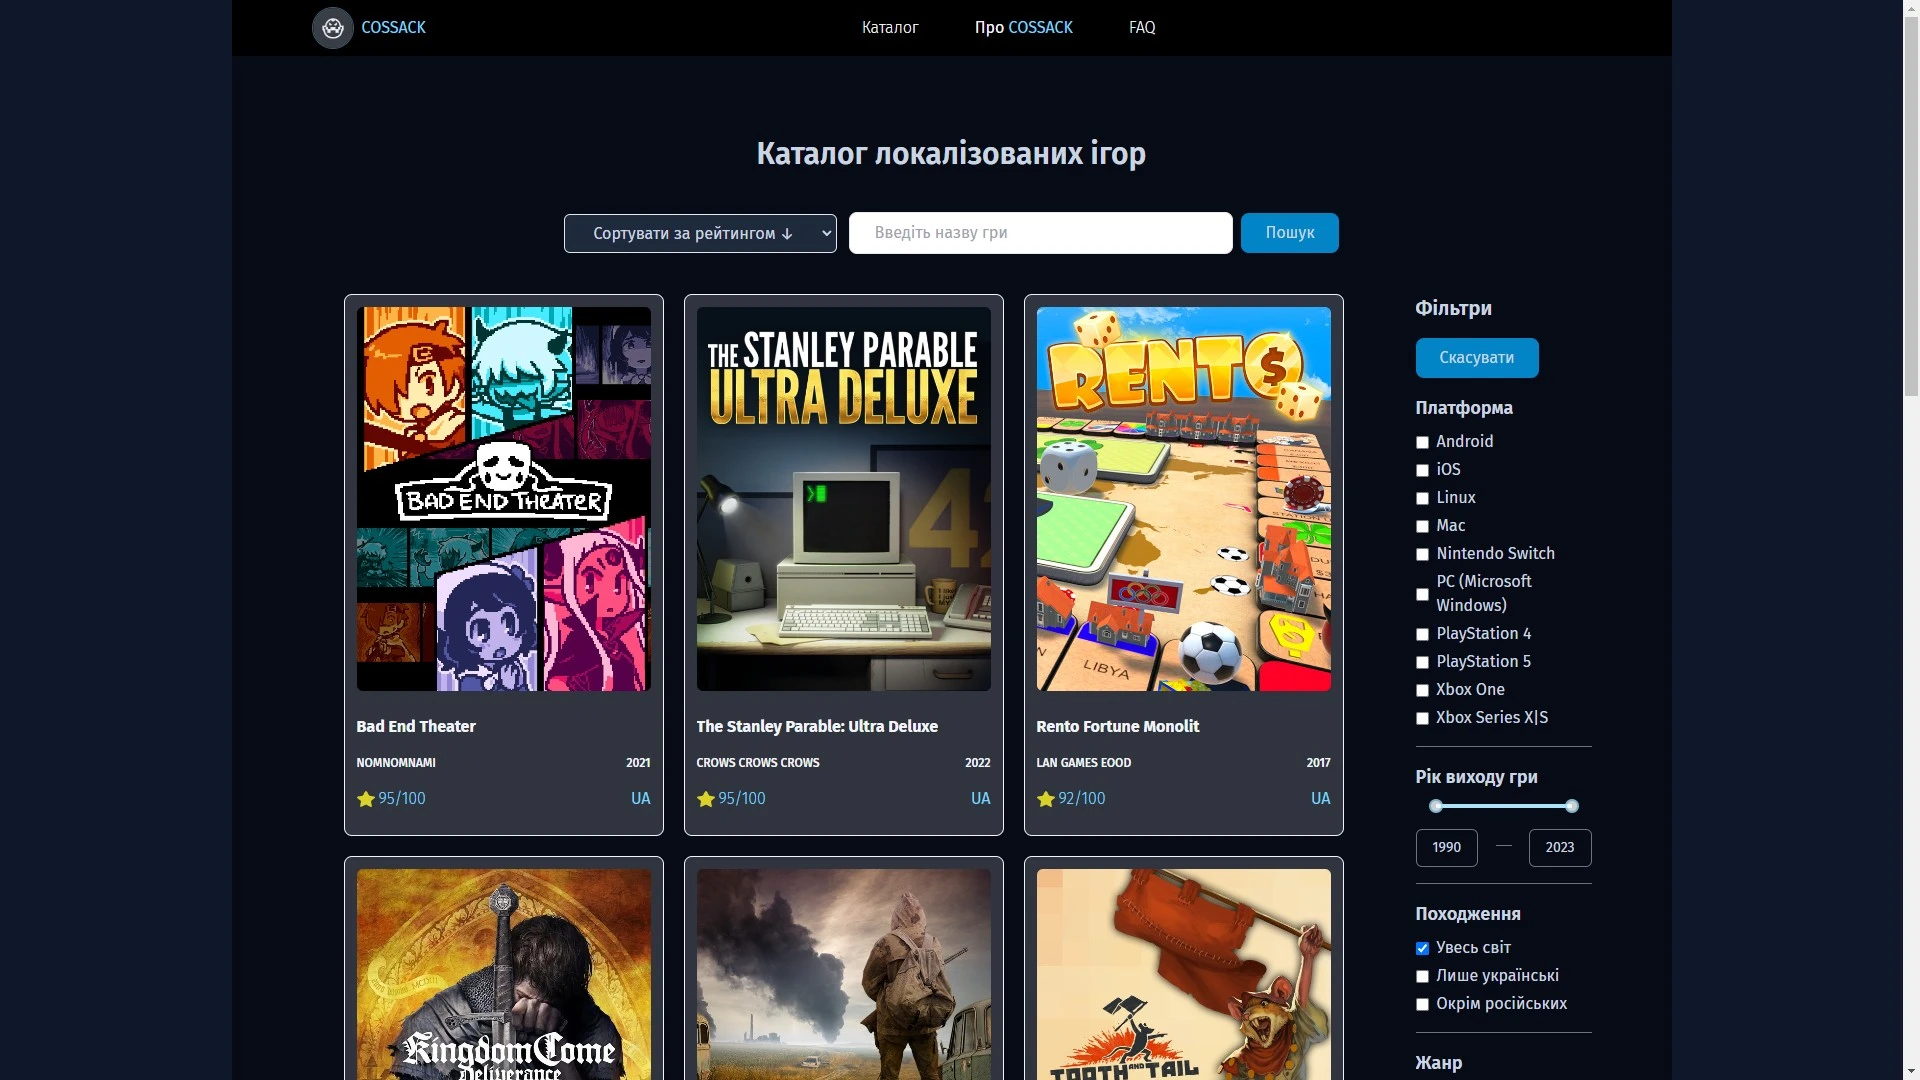 COSSACK
Каталог
Про COSSACK
FAQ
Каталог локалізованих ігор
Сортувати за рейтингом ↓
Введіть назву гри
Пошук
BAD END THEATER
Bad End Theater
NOMNOMNAMI 2021
95/100 UA
THE STANLEY PARABLE
ULTRA DELUXE
42
The Stanley Parable: Ultra Deluxe
CROWS CROWS CROWS 2022
95/100 UA
RENTO
LIBYA
Rento Fortune Monolit
LAN GAMES EOOD 2017
92/100 UA
Kingdom Come
Deliverance
TOOTH AND TAIL
Фільтри
Скасувати
Платформа
Android
iOS
Linux
Mac
Nintendo Switch
PC (Microsoft
Windows)
PlayStation 4
PlayStation 5
Xbox One
Xbox Series X|S
Рік виходу гри
1990 — 2023
Походження
Увесь світ
Лише українські
Окрім російських
Жанр